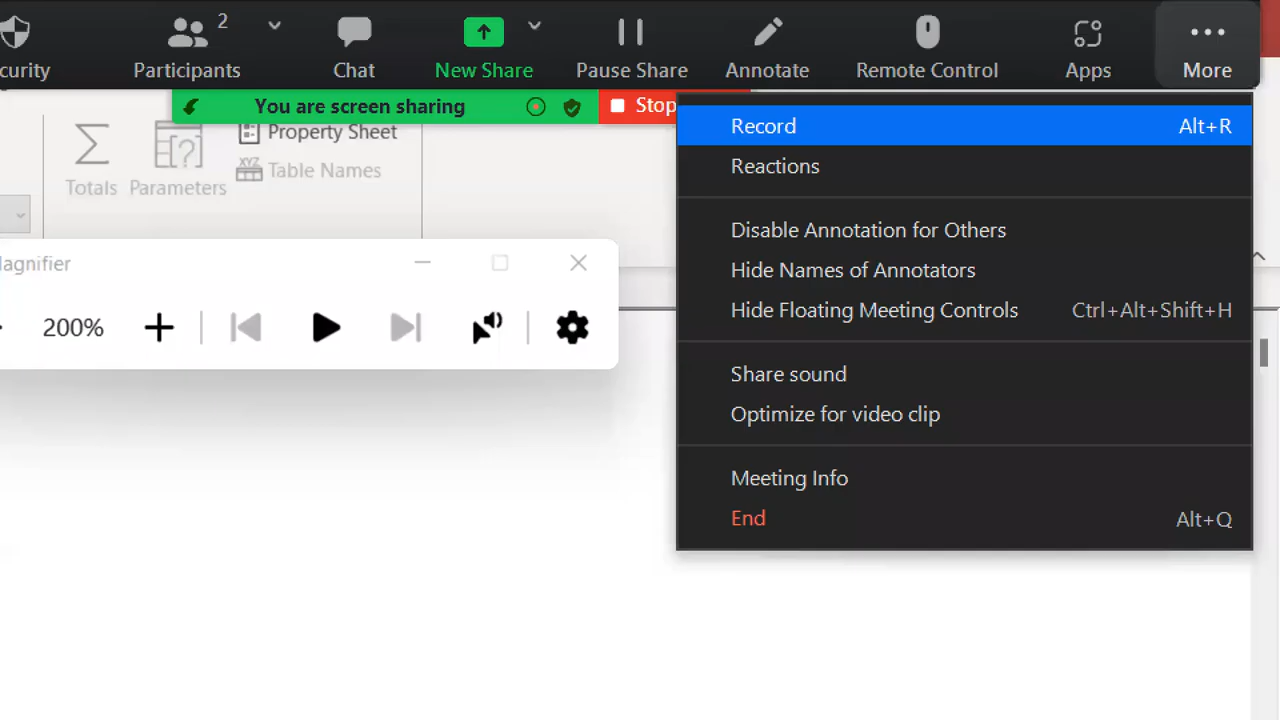 curity
Participants
2
Chat
New Share
Pause Share
Annotate
Remote Control
Apps
More
You are screen sharing
Stop
Property Sheet
Totals
Parameters
Table Names
agnifier
200%
Record Alt+R
Reactions
Disable Annotation for Others
Hide Names of Annotators
Hide Floating Meeting Controls Ctrl+Alt+Shift+H
Share sound
Optimize for video clip
Meeting Info
End Alt+Q